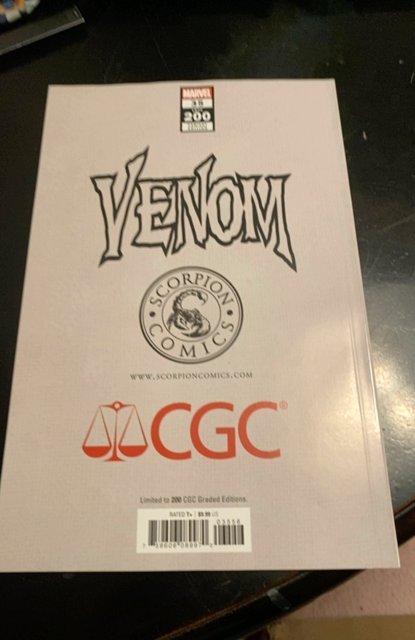 MARVEL
35
200
VENOM
SCORPION
COMICS
WWW.SCORPIONCOMICS.COM
CGC®
Limited to 200 CGC Graded Editions.
RATED T+ $9.99 US